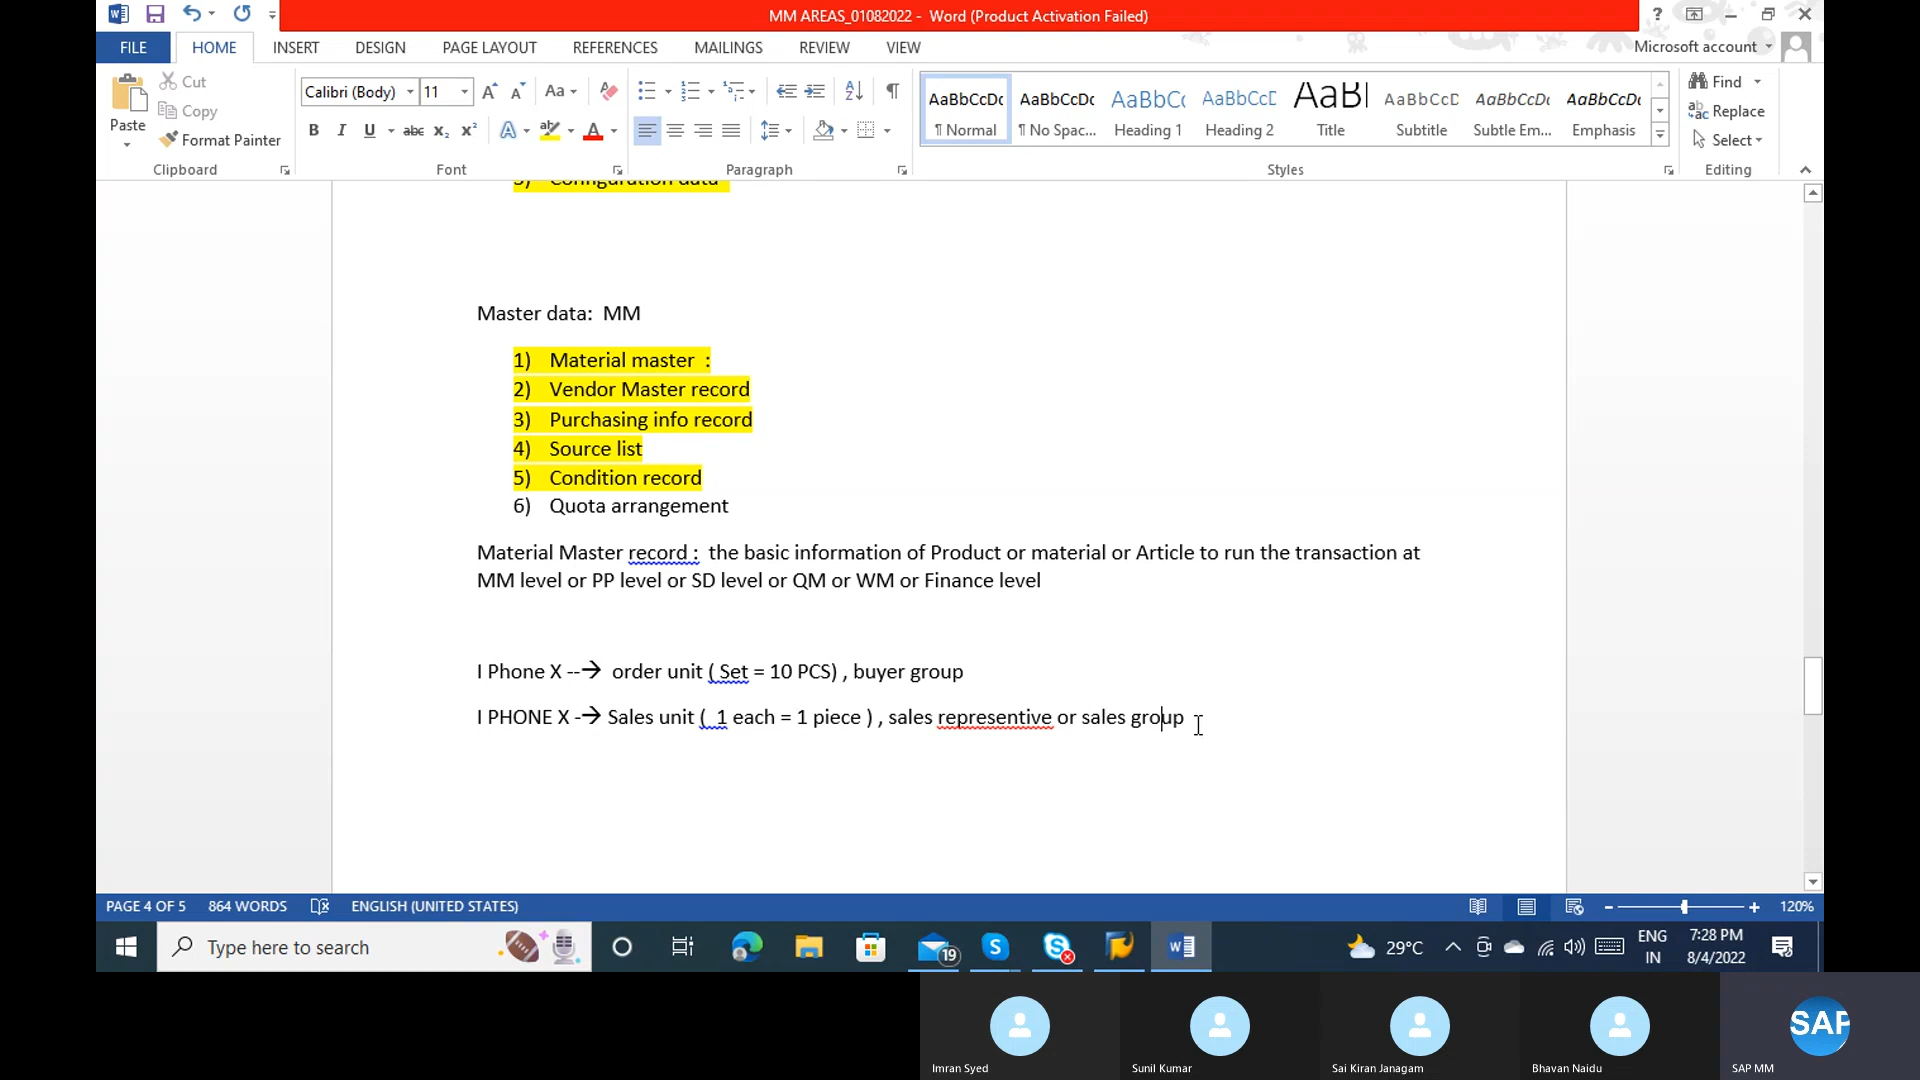 MM AREAS_01082022 - Word (Product Activation Failed)
FILE HOME INSERT DESIGN PAGE LAYOUT REFERENCES MAILINGS REVIEW VIEW Microsoft account
Paste
Cut
Copy
Format Painter
Clipboard
Calibri (Body) 11
Font
Paragraph
AaBbCcDc AaBbCcDc AaBbC AaBbCcD AaB AaBbCcD AaBbCcDc AaBbCcDc
¶ Normal ¶ No Spac... Heading 1 Heading 2 Title Subtitle Subtle Em... Emphasis
Styles
Find
Replace
Select
Editing
5) Configuration data
Master data: MM
1) Material master :
2) Vendor Master record
3) Purchasing info record
4) Source list
5) Condition record
6) Quota arrangement
Material Master record : the basic information of Product or material or Article to run the transaction at
MM level or PP level or SD level or QM or WM or Finance level
I Phone X --→ order unit ( Set = 10 PCS) , buyer group
I PHONE X -→ Sales unit ( 1 each = 1 piece ) , sales representive or sales group
PAGE 4 OF 5 864 WORDS ENGLISH (UNITED STATES) 120%
Type here to search
19
29°C
ENG
IN
7:28 PM
8/4/2022
SAP
Imran Syed Sunil Kumar Sai Kiran Janagam Bhavan Naidu SAP MM